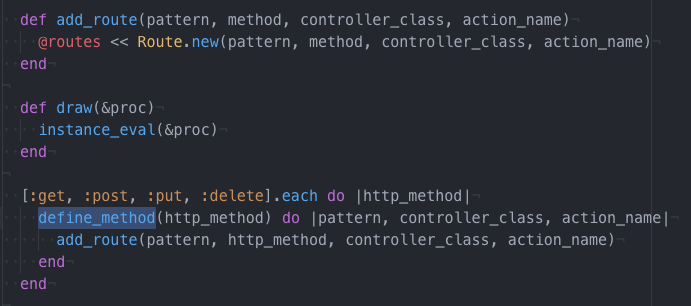 def add_route(pattern, method, controller_class, action_name)
  @routes << Route.new(pattern, method, controller_class, action_name)
end

def draw(&proc)
  instance_eval(&proc)
end

[:get, :post, :put, :delete].each do |http_method|
  define_method(http_method) do |pattern, controller_class, action_name|
    add_route(pattern, http_method, controller_class, action_name)
  end
end